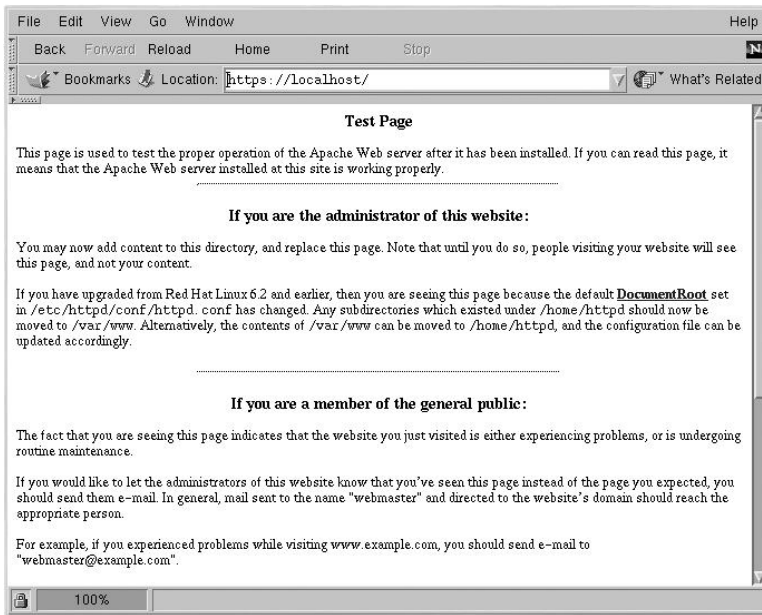 File Edit View Go Window Help
Back Forward Reload Home Print Stop N
Bookmarks Location: https://localhost/ What's Related
Test Page
This page is used to test the proper operation of the Apache Web server after it has been installed. If you can read this page, it
means that the Apache Web server installed at this site is working properly.
If you are the administrator of this website:
You may now add content to this directory, and replace this page. Note that until you do so, people visiting your website will see
this page, and not your content.
If you have upgraded from Red Hat Linux 6.2 and earlier, then you are seeing this page because the default DocumentRoot set
in /etc/httpd/conf/httpd.conf has changed. Any subdirectories which existed under /home/httpd should now be
moved to /var/www. Alternatively, the contents of /var/www can be moved to /home/httpd, and the configuration file can be
updated accordingly.
If you are a member of the general public:
The fact that you are seeing this page indicates that the website you just visited is either experiencing problems, or is undergoing
routine maintenance.
If you would like to let the administrators of this website know that you've seen this page instead of the page you expected, you
should send them e-mail. In general, mail sent to the name "webmaster" and directed to the website's domain should reach the
appropriate person.
For example, if you experienced problems while visiting www.example.com, you should send e-mail to
"webmaster@example.com".
100%